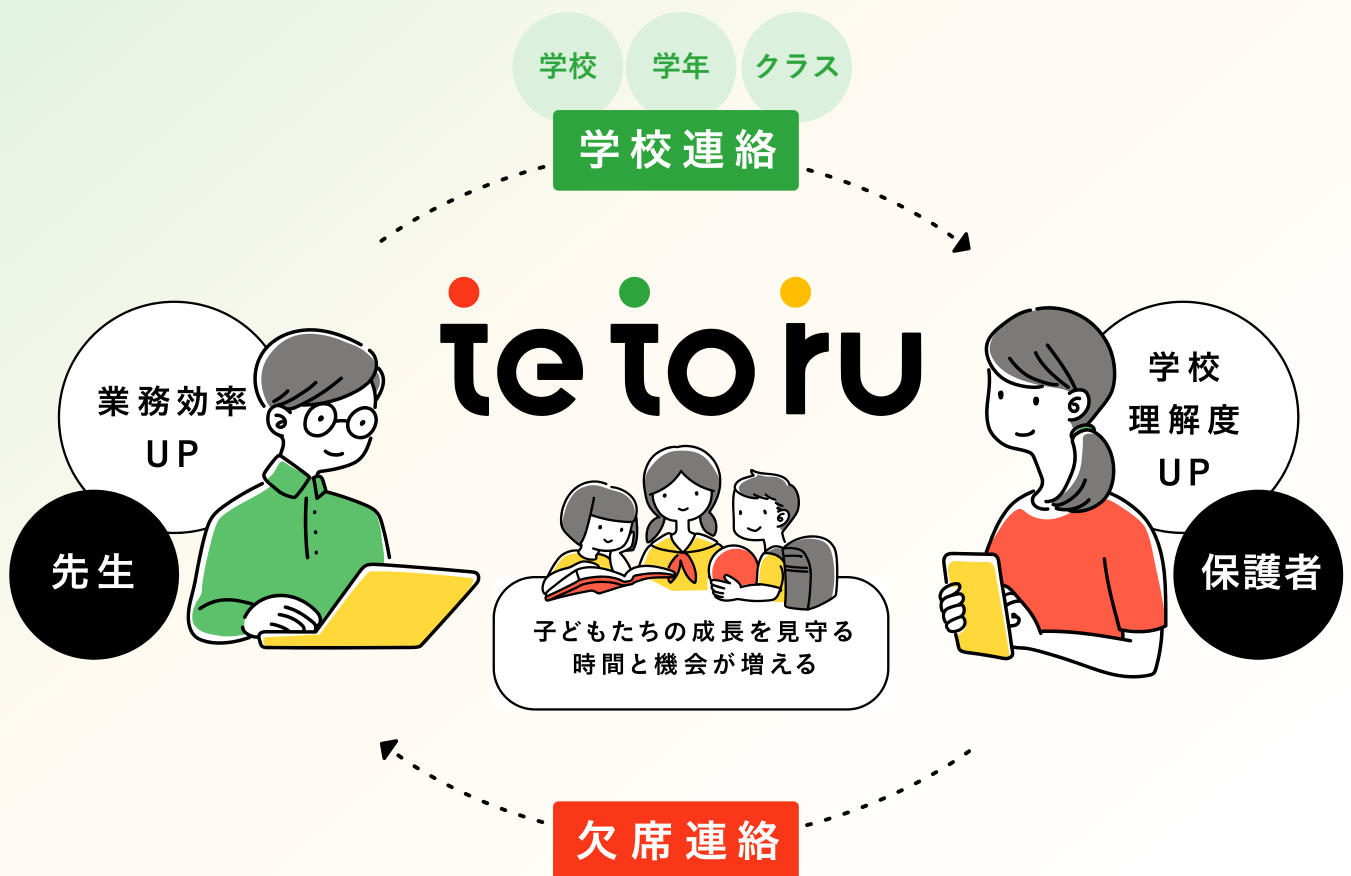 学校
学年
クラス
学校連絡
tetoru
業務効率
UP
先生
学校
理解度
UP
保護者
子どもたちの成長を見守る
時間と機会が増える
欠席連絡